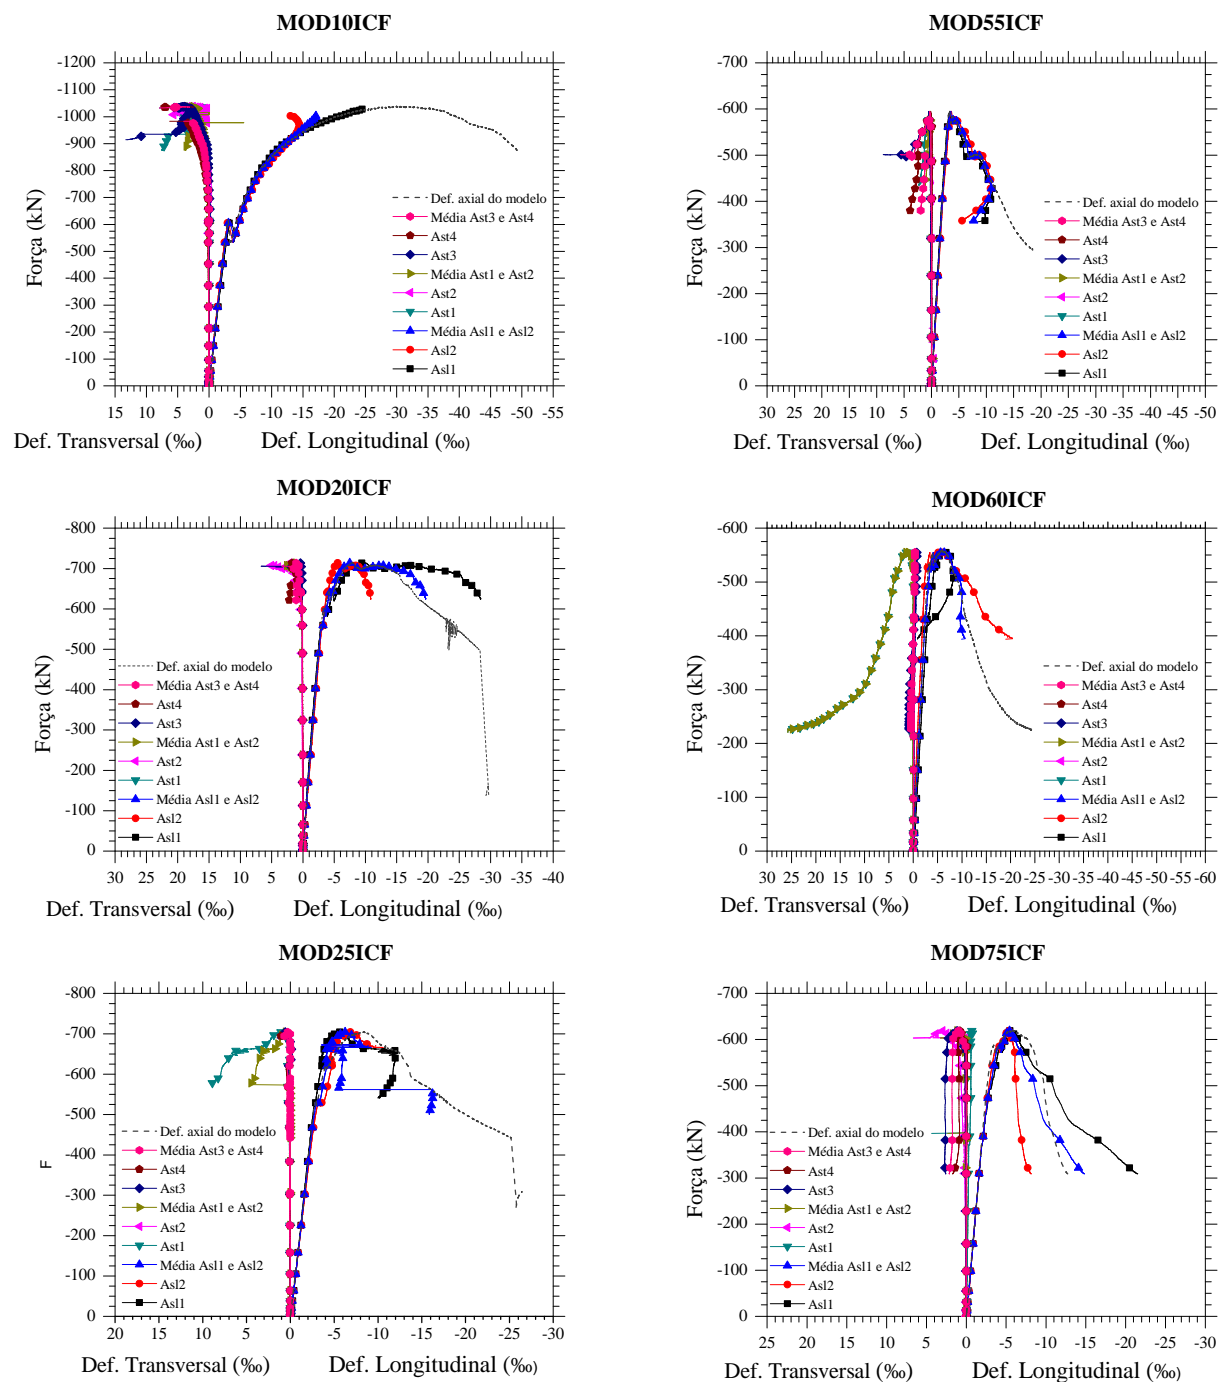 MOD10ICF
-1200
-1100
-1000
-900
-800
-700
-600
-500
-400
-300
-200
-100
0
Força (kN)
Def. axial do modelo
Média Ast3 e Ast4
Ast4
Ast3
Média Ast1 e Ast2
Ast2
Ast1
Média Asl1 e Asl2
Asl2
Asl1
15 10 5 0 -5 -10 -15 -20 -25 -30 -35 -40 -45 -50 -55
Def. Transversal (‰) Def. Longitudinal (‰)
MOD55ICF
-700
-600
-500
-400
-300
-200
-100
0
Força (kN)
Def. axial do modelo
Média Ast3 e Ast4
Ast4
Ast3
Média Ast1 e Ast2
Ast2
Ast1
Média Asl1 e Asl2
Asl2
Asl1
30 25 20 15 10 5 0 -5 -10 -15 -20 -25 -30 -35 -40 -45 -50
Def. Transversal (‰) Def. Longitudinal (‰)
MOD20ICF
-800
-700
-600
-500
-400
-300
-200
-100
0
Força (kN)
Def. axial do modelo
Média Ast3 e Ast4
Ast4
Ast3
Média Ast1 e Ast2
Ast2
Ast1
Média Asl1 e Asl2
Asl2
Asl1
30 25 20 15 10 5 0 -5 -10 -15 -20 -25 -30 -35 -40
Def. Transversal (‰) Def. Longitudinal (‰)
MOD60ICF
-600
-500
-400
-300
-200
-100
0
Força (kN)
Def. axial do modelo
Média Ast3 e Ast4
Ast4
Ast3
Média Ast1 e Ast2
Ast2
Ast1
Média Asl1 e Asl2
Asl2
Asl1
30 25 20 15 10 5 0 -5 -10 -15 -20 -25 -30 -35 -40 -45 -50 -55 -60
Def. Transversal (‰) Def. Longitudinal (‰)
MOD25ICF
-800
-700
-600
-500
-400
-300
-200
-100
0
F
Def. axial do modelo
Média Ast3 e Ast4
Ast4
Ast3
Média Ast1 e Ast2
Ast2
Ast1
Média Asl1 e Asl2
Asl2
Asl1
20 15 10 5 0 -5 -10 -15 -20 -25 -30
Def. Transversal (‰) Def. Longitudinal (‰)
MOD75ICF
-700
-600
-500
-400
-300
-200
-100
0
Força (kN)
Def. axial do modelo
Média Ast3 e Ast4
Ast4
Ast3
Média Ast1 e Ast2
Ast2
Ast1
Média Asl1 e Asl2
Asl2
Asl1
25 20 15 10 5 0 -5 -10 -15 -20 -25 -30
Def. Transversal (‰) Def. Longitudinal (‰)